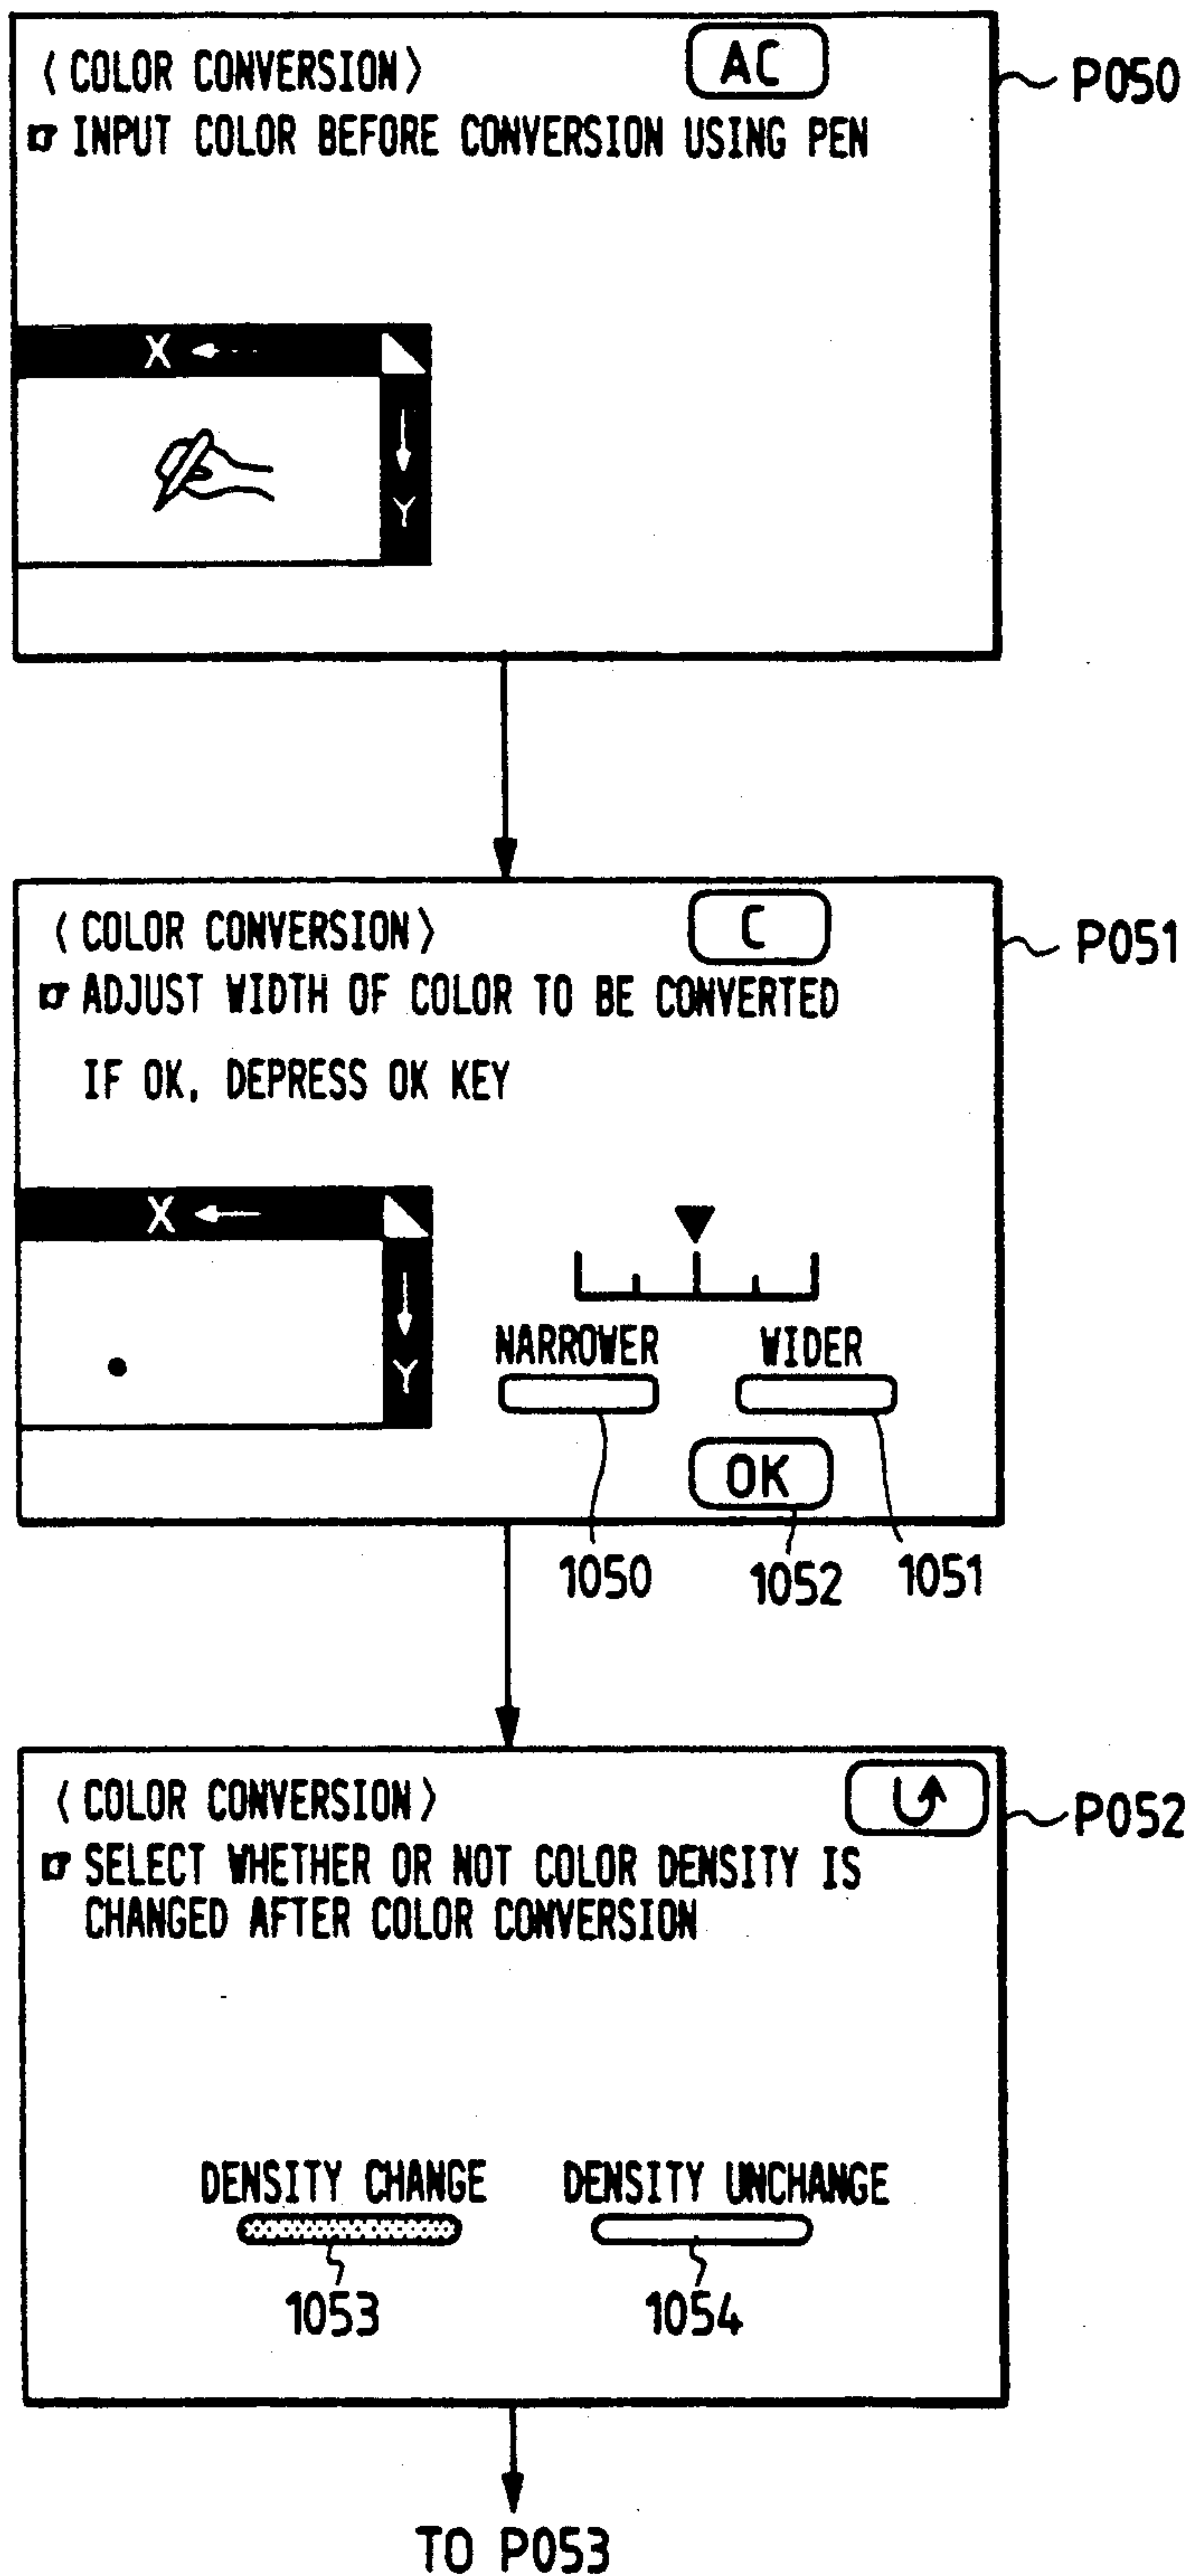 〈 COLOR CONVERSION 〉 AC
P050
☞ INPUT COLOR BEFORE CONVERSION USING PEN
X ←
↓
Y
〈 COLOR CONVERSION 〉 C
P051
☞ ADJUST WIDTH OF COLOR TO BE CONVERTED
IF OK, DEPRESS OK KEY
X ←
↓
Y
NARROWER WIDER
OK
1050 1052 1051
〈 COLOR CONVERSION 〉
P052
☞ SELECT WHETHER OR NOT COLOR DENSITY IS
CHANGED AFTER COLOR CONVERSION
DENSITY CHANGE DENSITY UNCHANGE
1053 1054
TO P053